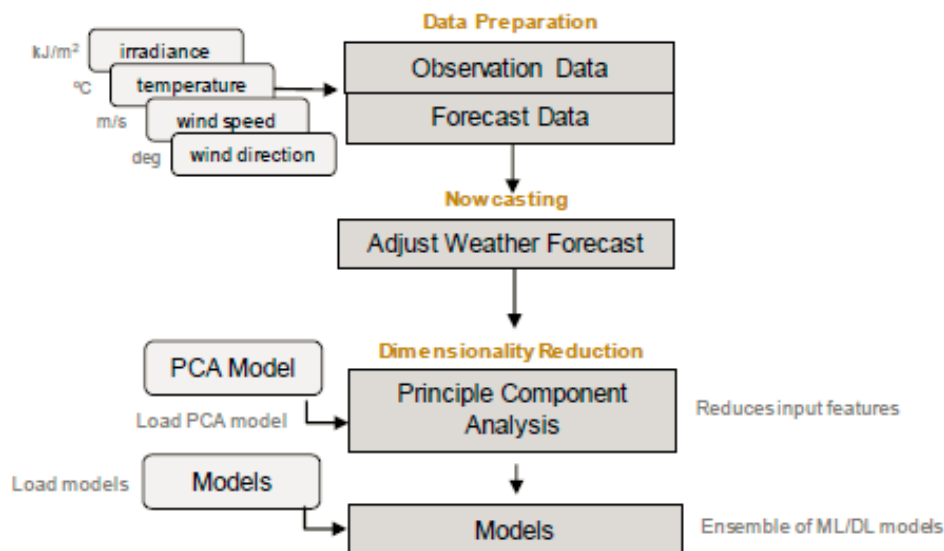 Data Preparation
kJ/m²
irradiance
Observation Data
ºC
temperature
Forecast Data
m/s
wind speed
deg
wind direction
Nowcasting
Adjust Weather Forecast
Dimensionality Reduction
PCA Model
Principle Component
Analysis
Load PCA model
Reduces input features
Load models
Models
Models
Ensemble of ML/DL models